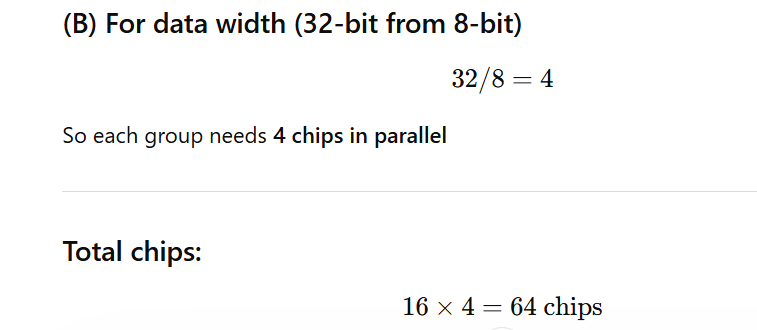 (B) For data width (32-bit from 8-bit)
32/8 = 4
So each group needs 4 chips in parallel
Total chips:
16 × 4 = 64 chips